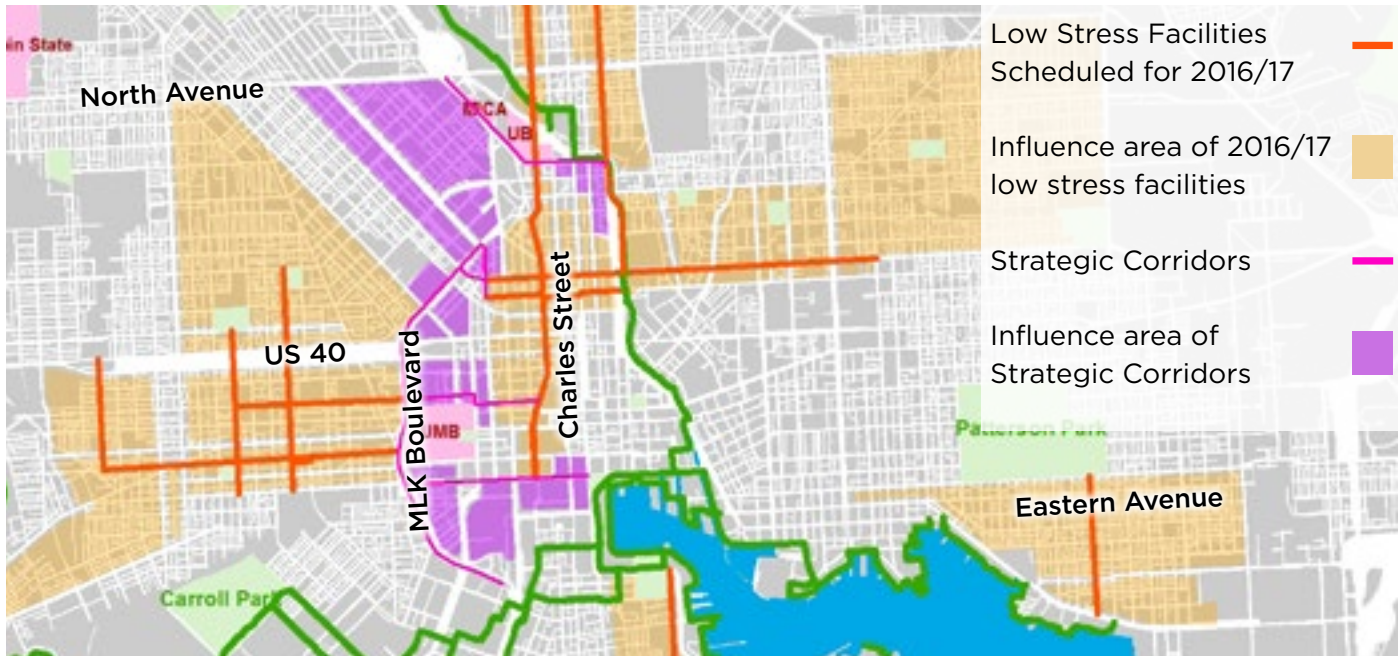 in State
North Avenue
MICA
UB
Low Stress Facilities
Scheduled for 2016/17
Influence area of 2016/17
low stress facilities
Strategic Corridors
Influence area of
Strategic Corridors
US 40
MLK Boulevard
Charles Street
UMB
Patterson Park
Eastern Avenue
Carroll Park